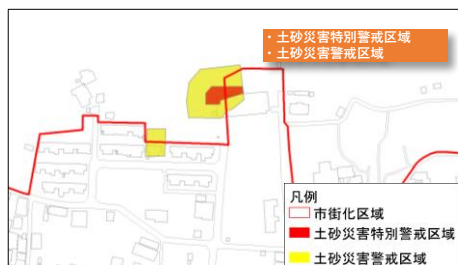 ・土砂災害特別警戒区域
・土砂災害警戒区域
凡例
市街化区域
土砂災害特別警戒区域
土砂災害警戒区域